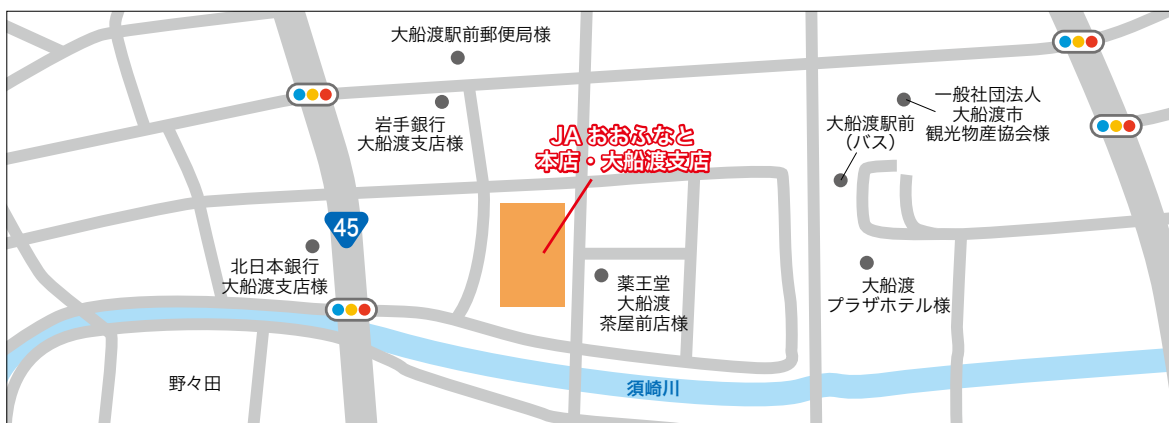 大船渡駅前郵便局様
岩手銀行
大船渡支店様
JA おおふなと
本店・大船渡支店
大船渡駅前
（バス）
一般社団法人
大船渡市
観光物産協会様
45
北日本銀行
大船渡支店様
薬王堂
大船渡
茶屋前店様
大船渡
プラザホテル様
野々田
須崎川